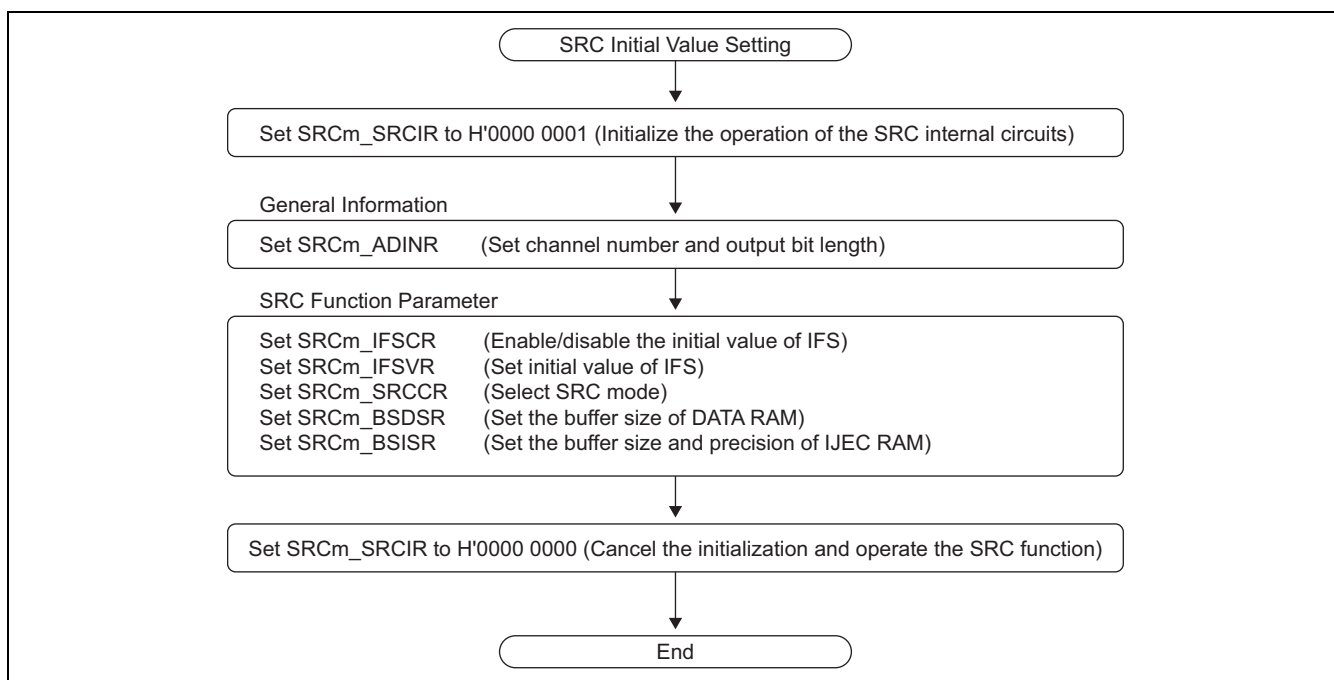 SRC Initial Value Setting
Set SRCm_SRCIR to H'0000 0001 (Initialize the operation of the SRC internal circuits)
General Information
Set SRCm_ADINR (Set channel number and output bit length)
SRC Function Parameter
Set SRCm_IFSCR (Enable/disable the initial value of IFS)
Set SRCm_IFSVR (Set initial value of IFS)
Set SRCm_SRCCR (Select SRC mode)
Set SRCm_BSDSR (Set the buffer size of DATA RAM)
Set SRCm_BSISR (Set the buffer size and precision of IJEC RAM)
Set SRCm_SRCIR to H'0000 0000 (Cancel the initialization and operate the SRC function)
End